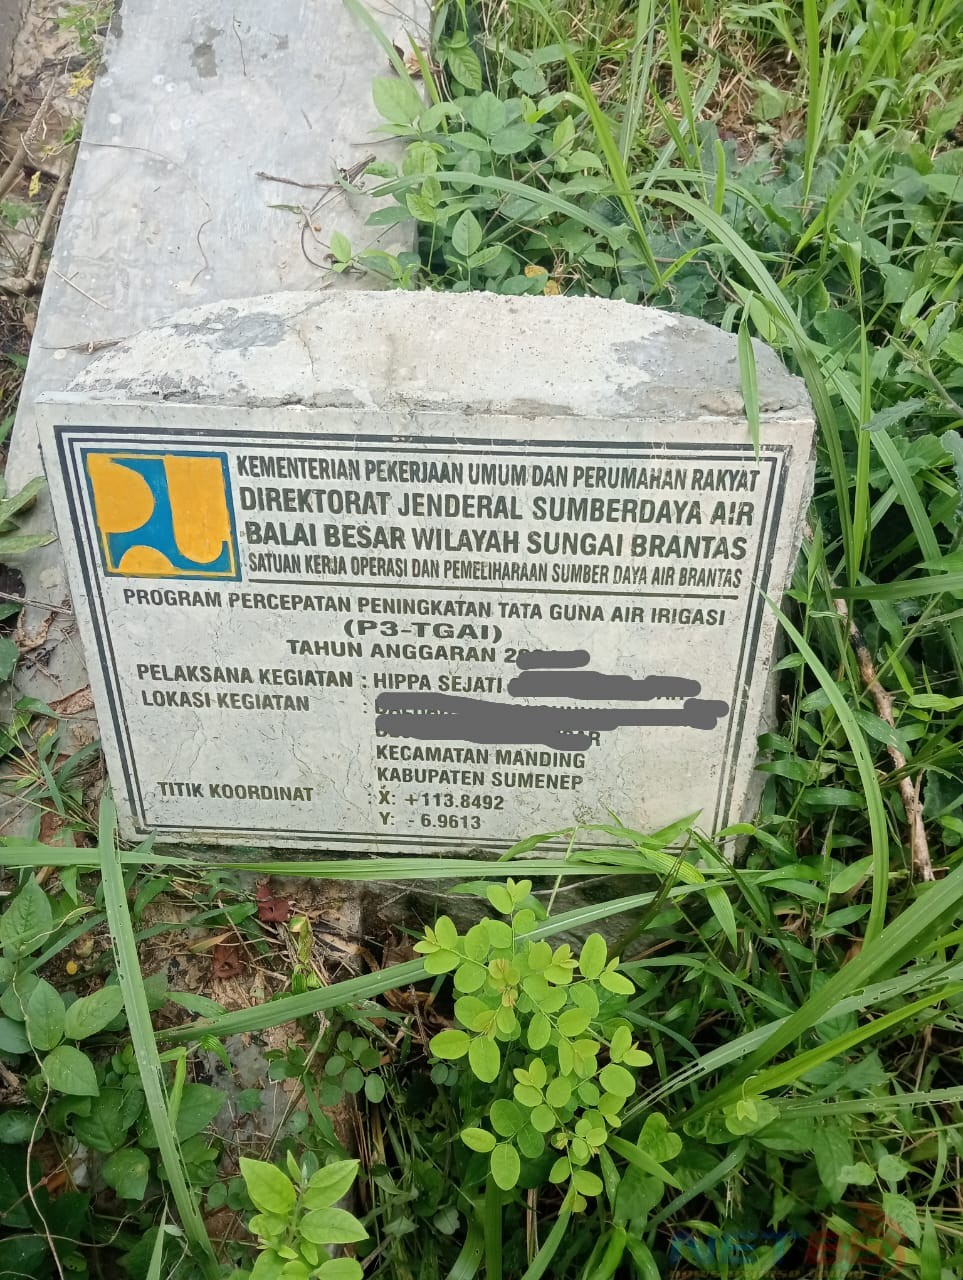 KEMENTERIAN PEKERJAAN UMUM DAN PERUMAHAN RAKYAT
DIREKTORAT JENDERAL SUMBERDAYA AIR
BALAI BESAR WILAYAH SUNGAI BRANTAS
SATUAN KERJA OPERASI DAN PEMELIHARAAN SUMBER DAYA AIR BRANTAS
PROGRAM PERCEPATAN PENINGKATAN TATA GUNA AIR IRIGASI
(P3-TGAI)
TAHUN ANGGARAN
PELAKSANA KEGIATAN : HIPPA SEJATI
LOKASI KEGIATAN :
KECAMATAN MANDING
KABUPATEN SUMENEP
TITIK KOORDINAT : X: +113.8492
Y: -6.9613